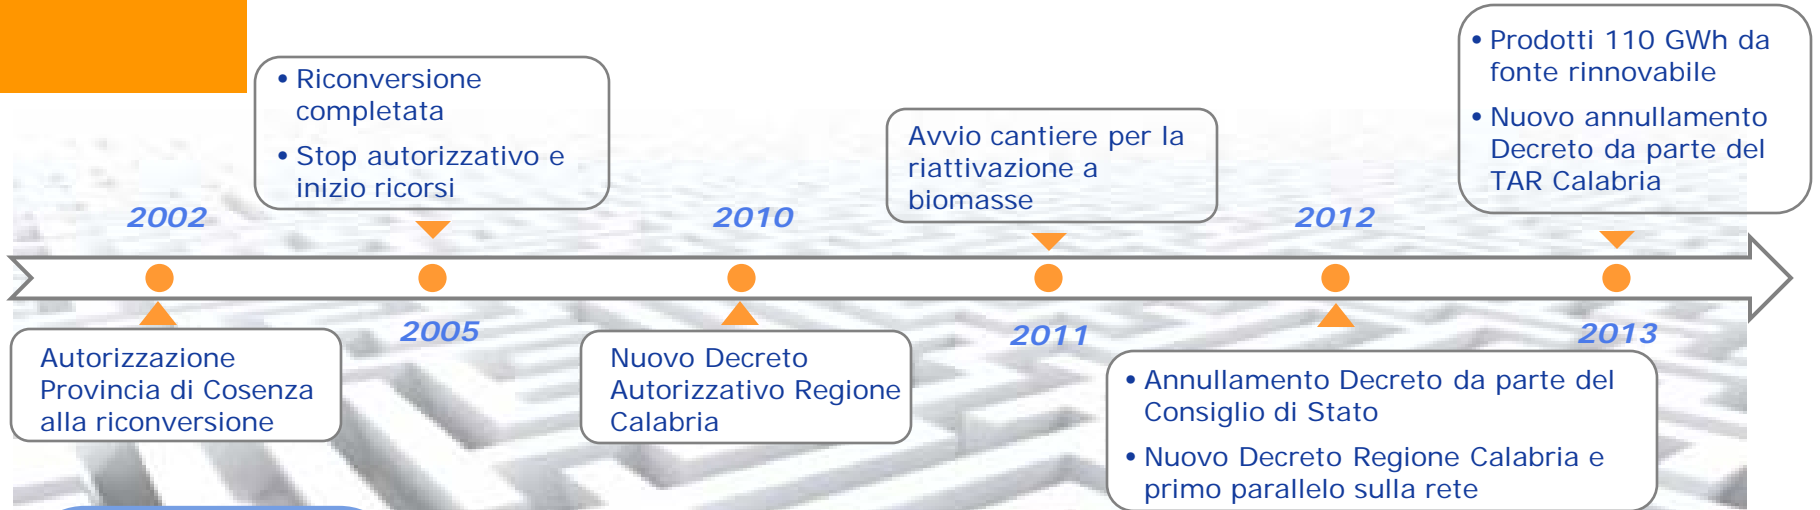 • Prodotti 110 GWh da
fonte rinnovabile
• Nuovo annullamento
Decreto da parte del
TAR Calabria
• Riconversione
completata
• Stop autorizzativo e
inizio ricorsi
Avvio cantiere per la
riattivazione a
biomasse
2002
2010
2012
2005
2011
2013
Autorizzazione
Provincia di Cosenza
alla riconversione
Nuovo Decreto
Autorizzativo Regione
Calabria
• Annullamento Decreto da parte del
Consiglio di Stato
• Nuovo Decreto Regione Calabria e
primo parallelo sulla rete